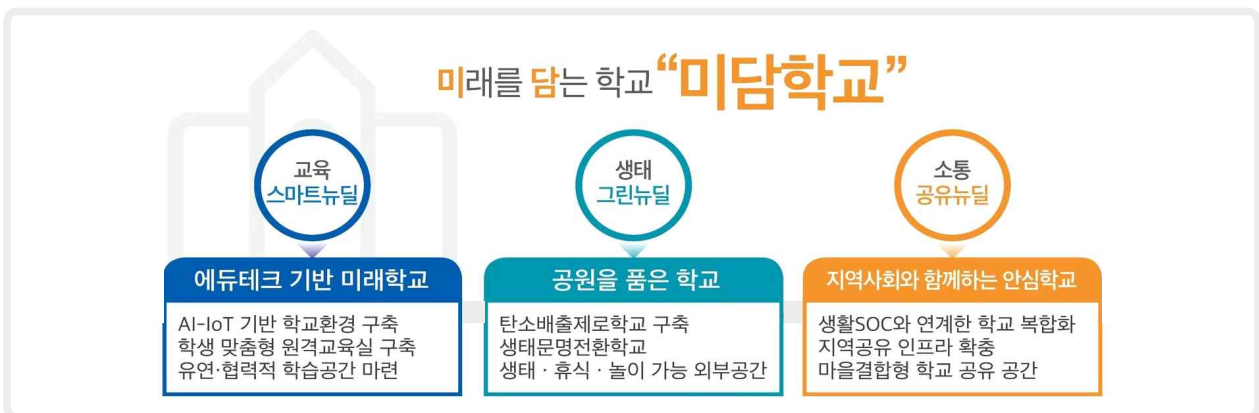 미래를 담는 학교 “미담학교”
교육
스마트뉴딜
에듀테크 기반 미래학교
AI-IoT 기반 학교환경 구축
학생 맞춤형 원격교육실 구축
유연·협력적 학습공간 마련
생태
그린뉴딜
공원을 품은 학교
탄소배출제로학교 구축
생태문명전환학교
생태 · 휴식 · 놀이 가능 외부공간
소통
공유뉴딜
지역사회와 함께하는 안심학교
생활SOC와 연계한 학교 복합화
지역공유 인프라 확충
마을결합형 학교 공유 공간